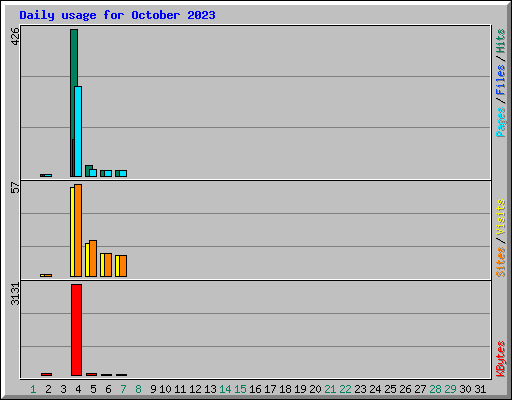 Daily usage for October 2023
426
57
3131
Pages / Files / Hits
Sites / Visits
KBytes
1 2 3 4 5 6 7 8 9 10 11 12 13 14 15 16 17 18 19 20 21 22 23 24 25 26 27 28 29 30 31